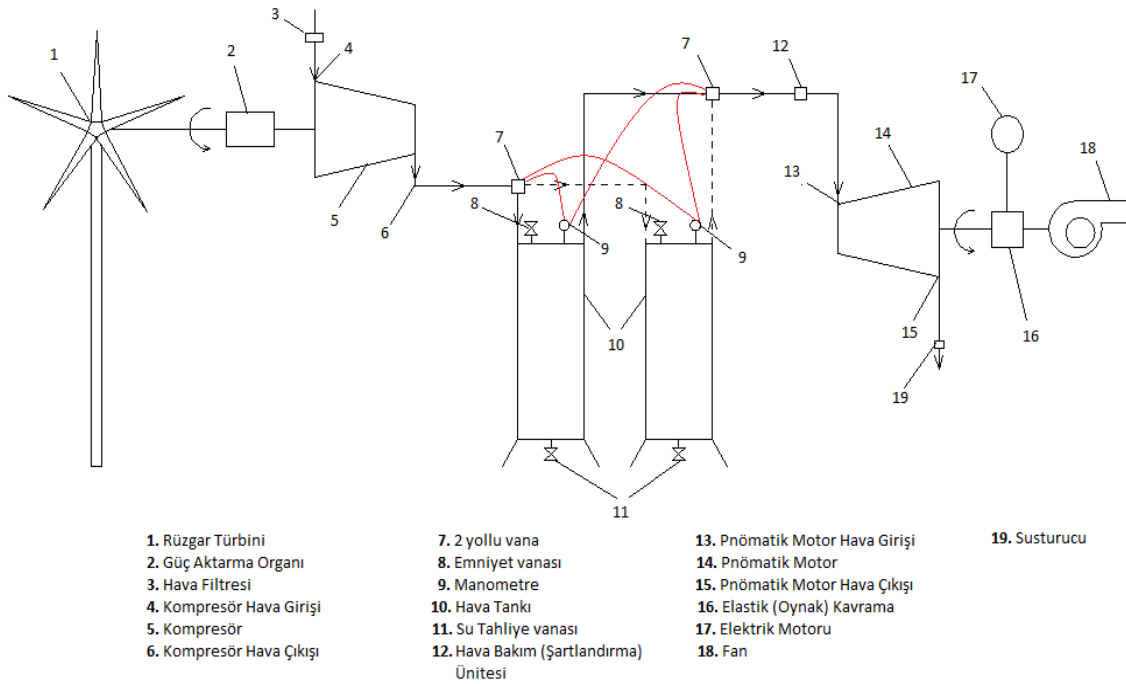 3
1
2
4
7
12
17
7
14
18
13
8
8
5
6
9
9
10
15
16
19
11
1. Rüzgar Türbini
2. Güç Aktarma Organı
3. Hava Filtresi
4. Kompresör Hava Girişi
5. Kompresör
6. Kompresör Hava Çıkışı
7. 2 yollu vana
8. Emniyet vanası
9. Manometre
10. Hava Tankı
11. Su Tahliye vanası
12. Hava Bakım (Şartlandırma)
Ünitesi
13. Pnömatik Motor Hava Girişi
14. Pnömatik Motor
15. Pnömatik Motor Hava Çıkışı
16. Elastik (Oynak) Kavrama
17. Elektrik Motoru
18. Fan
19. Susturucu